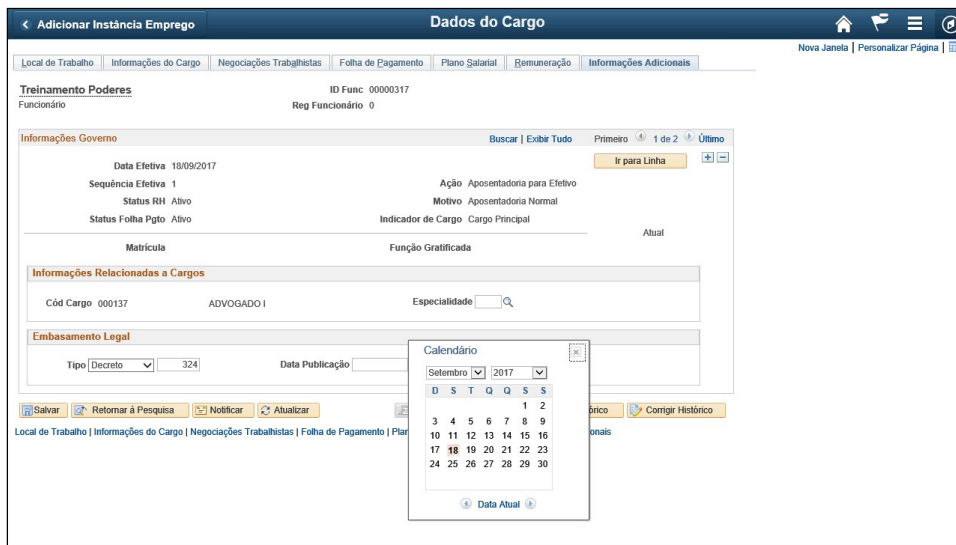 Adicionar Instância Emprego Dados do Cargo
Nova Janela | Personalizar Página |
Local de Trabalho Informações do Cargo Negociações Trabalhistas Folha de Pagamento Plano Salarial Remuneração Informações Adicionais
Treinamento Poderes ID Func 00000317
Funcionário Reg Funcionário 0
Informações Governo Buscar | Exibir Tudo Primeiro 1 de 2 Último
Data Efetiva 18/09/2017 Ir para Linha + -
Sequência Efetiva 1 Ação Aposentadoria para Efetivo
Status RH Ativo Motivo Aposentadoria Normal
Status Folha Pgto Ativo Indicador de Cargo Cargo Principal
Atual
Matrícula Função Gratificada
Informações Relacionadas a Cargos
Cód Cargo 000137 ADVOGADO I Especialidade
Embasamento Legal
Tipo Decreto 324 Data Publicação
Calendário x
Setembro 2017
D S T Q Q S S
1 2
3 4 5 6 7 8 9
10 11 12 13 14 15 16
17 18 19 20 21 22 23
24 25 26 27 28 29 30
Data Atual
Salvar Retornar à Pesquisa Notificar Atualizar Corrigir Histórico
Local de Trabalho | Informações do Cargo | Negociações Trabalhistas | Folha de Pagamento |